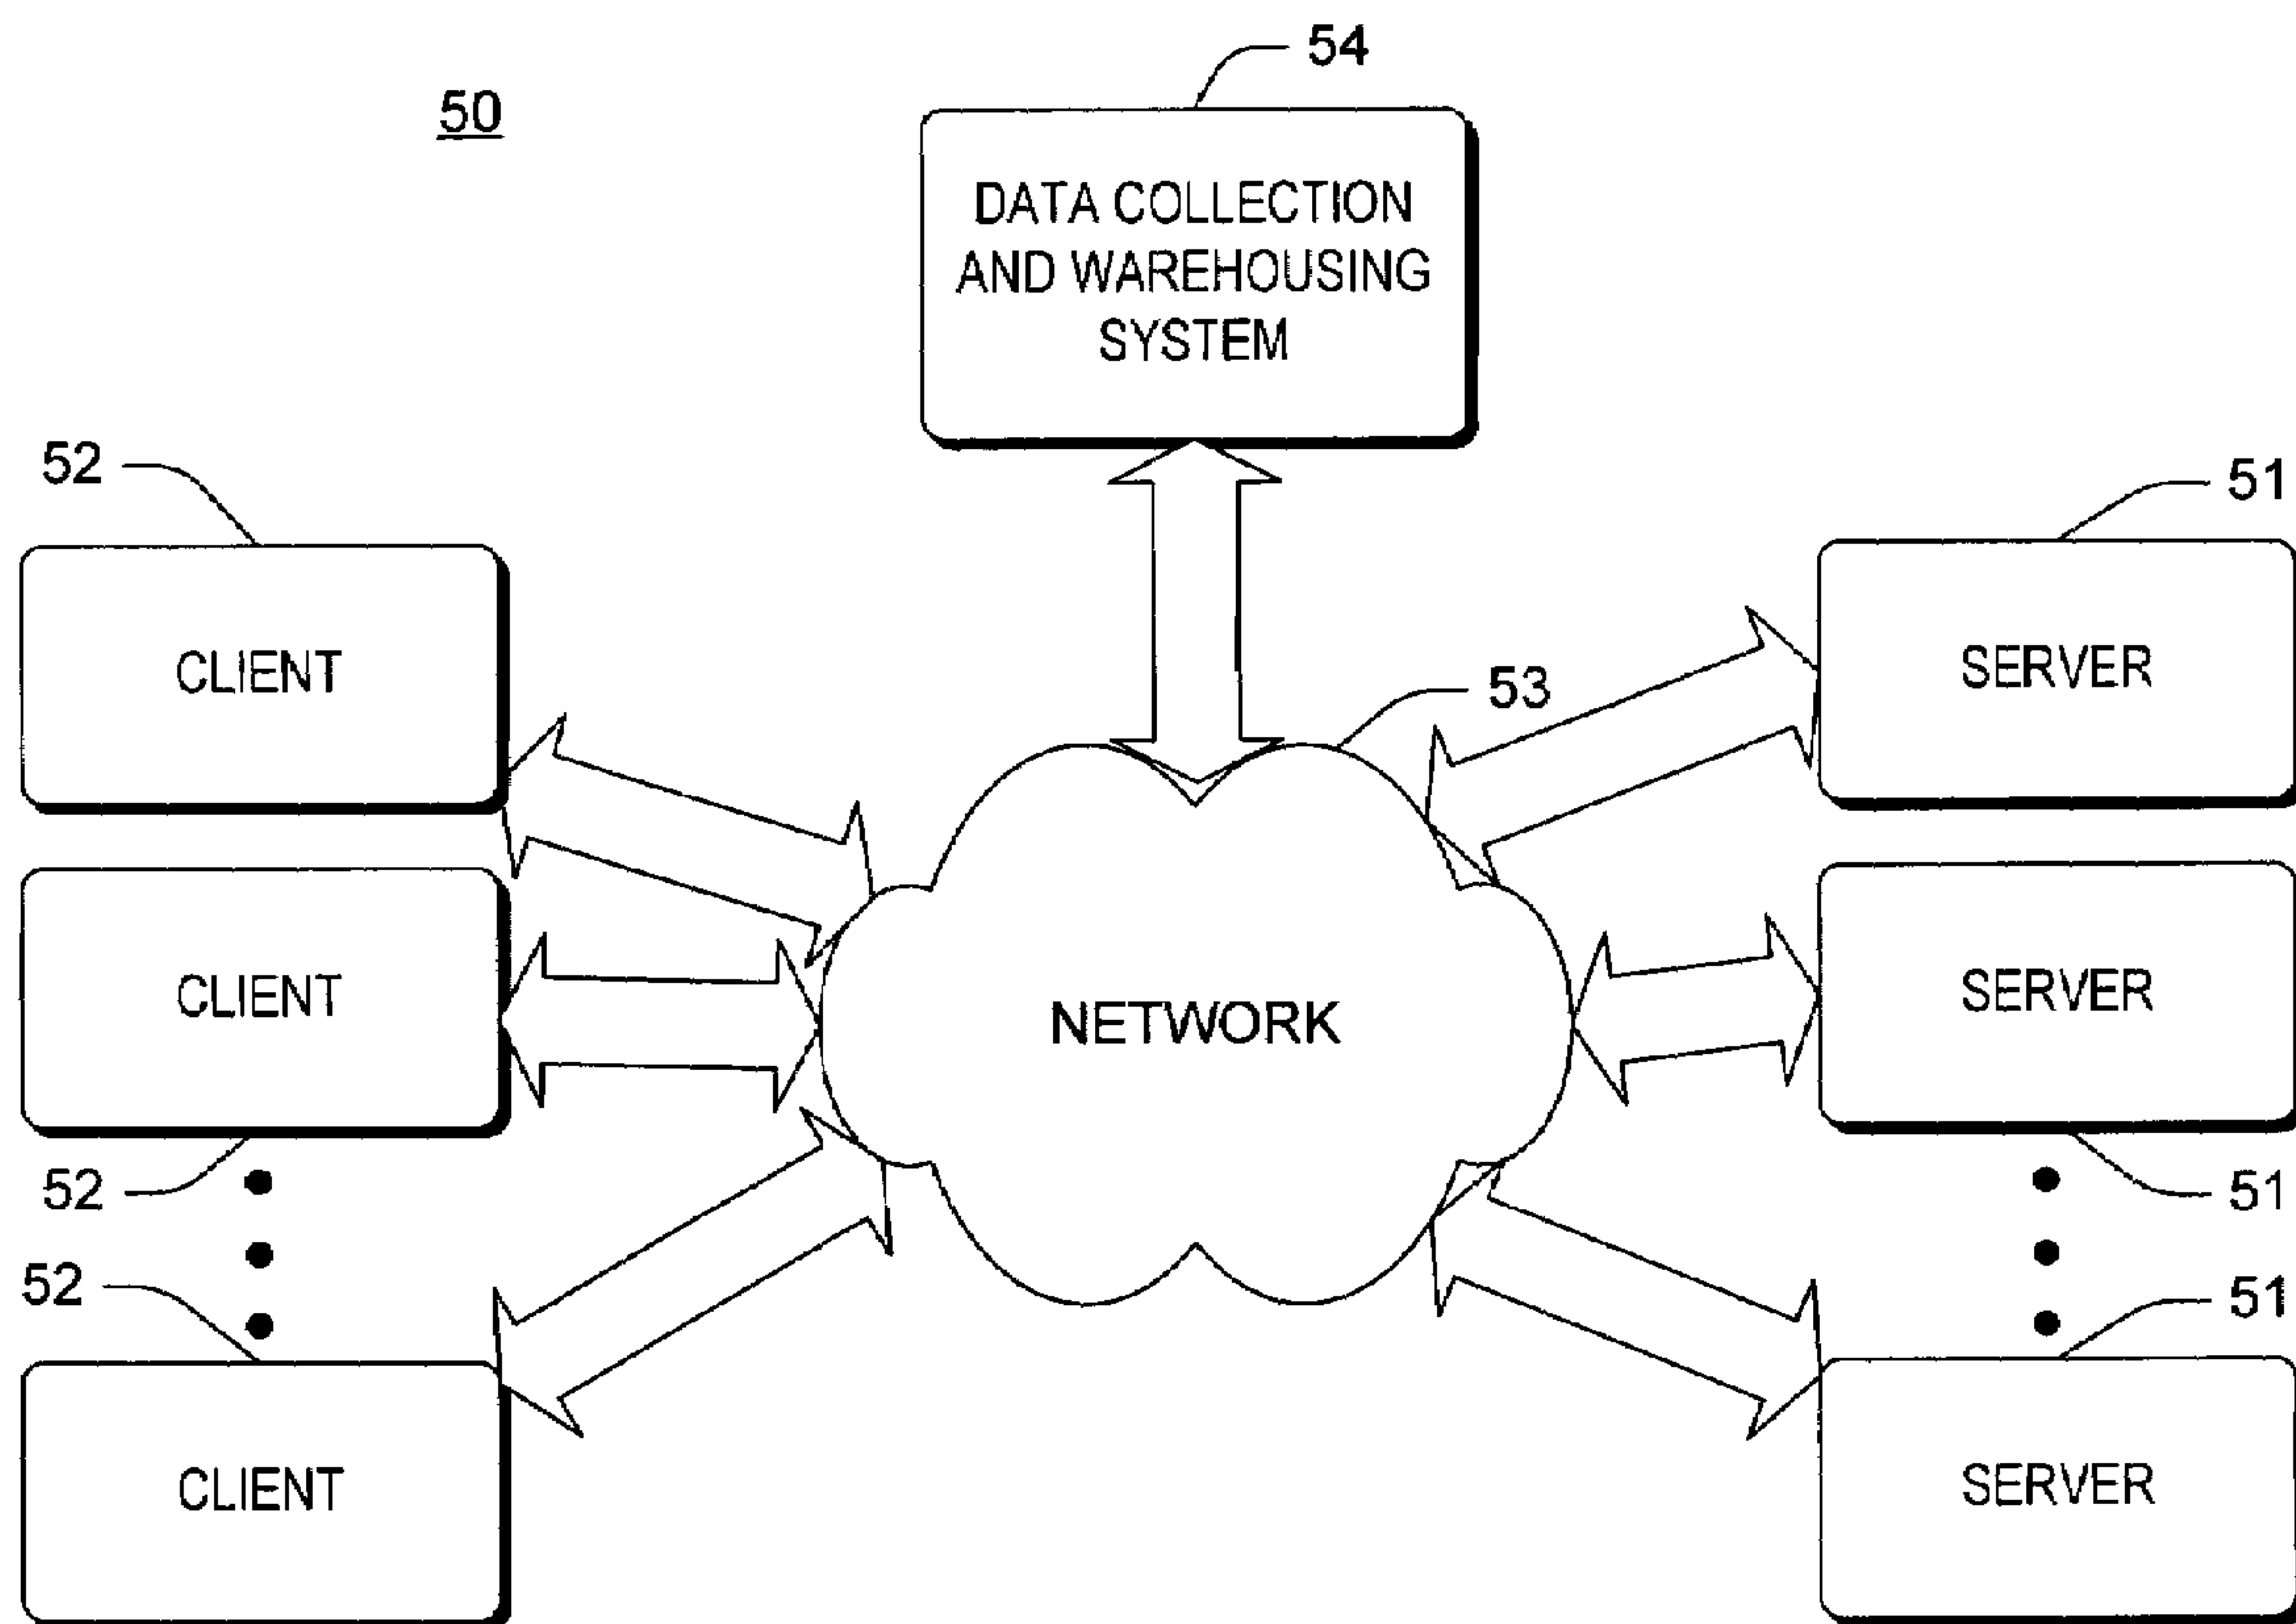 54
50
DATA COLLECTION
AND WAREHOUSING
SYSTEM
52
51
CLIENT
SERVER
53
CLIENT
SERVER
NETWORK
52
51
52
51
CLIENT
SERVER